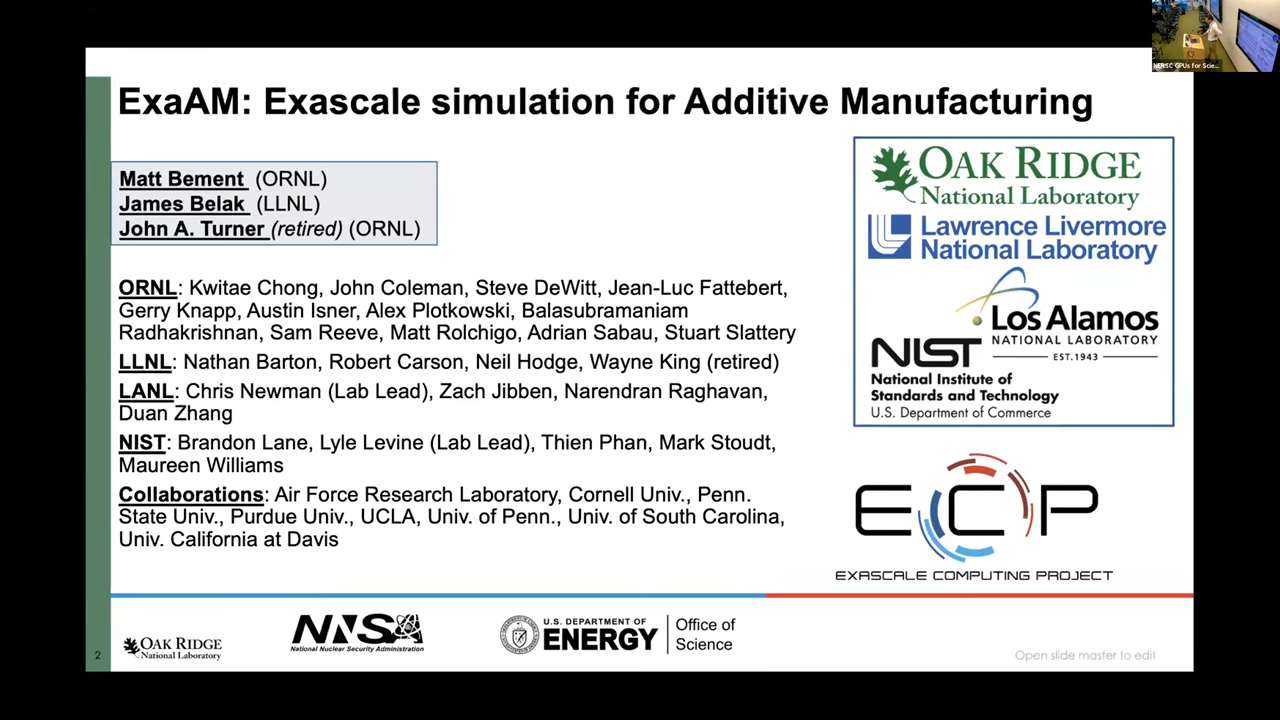 NERSC GPUs for Scie...
ExaAM: Exascale simulation for Additive Manufacturing
Matt Bement (ORNL)
James Belak (LLNL)
John A. Turner (retired) (ORNL)
ORNL: Kwitae Chong, John Coleman, Steve DeWitt, Jean-Luc Fattebert,
Gerry Knapp, Austin Isner, Alex Plotkowski, Balasubramaniam
Radhakrishnan, Sam Reeve, Matt Rolchigo, Adrian Sabau, Stuart Slattery
LLNL: Nathan Barton, Robert Carson, Neil Hodge, Wayne King (retired)
LANL: Chris Newman (Lab Lead), Zach Jibben, Narendran Raghavan,
Duan Zhang
NIST: Brandon Lane, Lyle Levine (Lab Lead), Thien Phan, Mark Stoudt,
Maureen Williams
Collaborations: Air Force Research Laboratory, Cornell Univ., Penn.
State Univ., Purdue Univ., UCLA, Univ. of Penn., Univ. of South Carolina,
Univ. California at Davis
OAK RIDGE
National Laboratory
Lawrence Livermore
National Laboratory
Los Alamos
NATIONAL LABORATORY
EST.1943
NIST
National Institute of
Standards and Technology
U.S. Department of Commerce
ECP
EXASCALE COMPUTING PROJECT
2
OAK RIDGE
National Laboratory
NNSA
National Nuclear Security Administration
U.S. DEPARTMENT OF
ENERGY
Office of
Science
Open slide master to edit